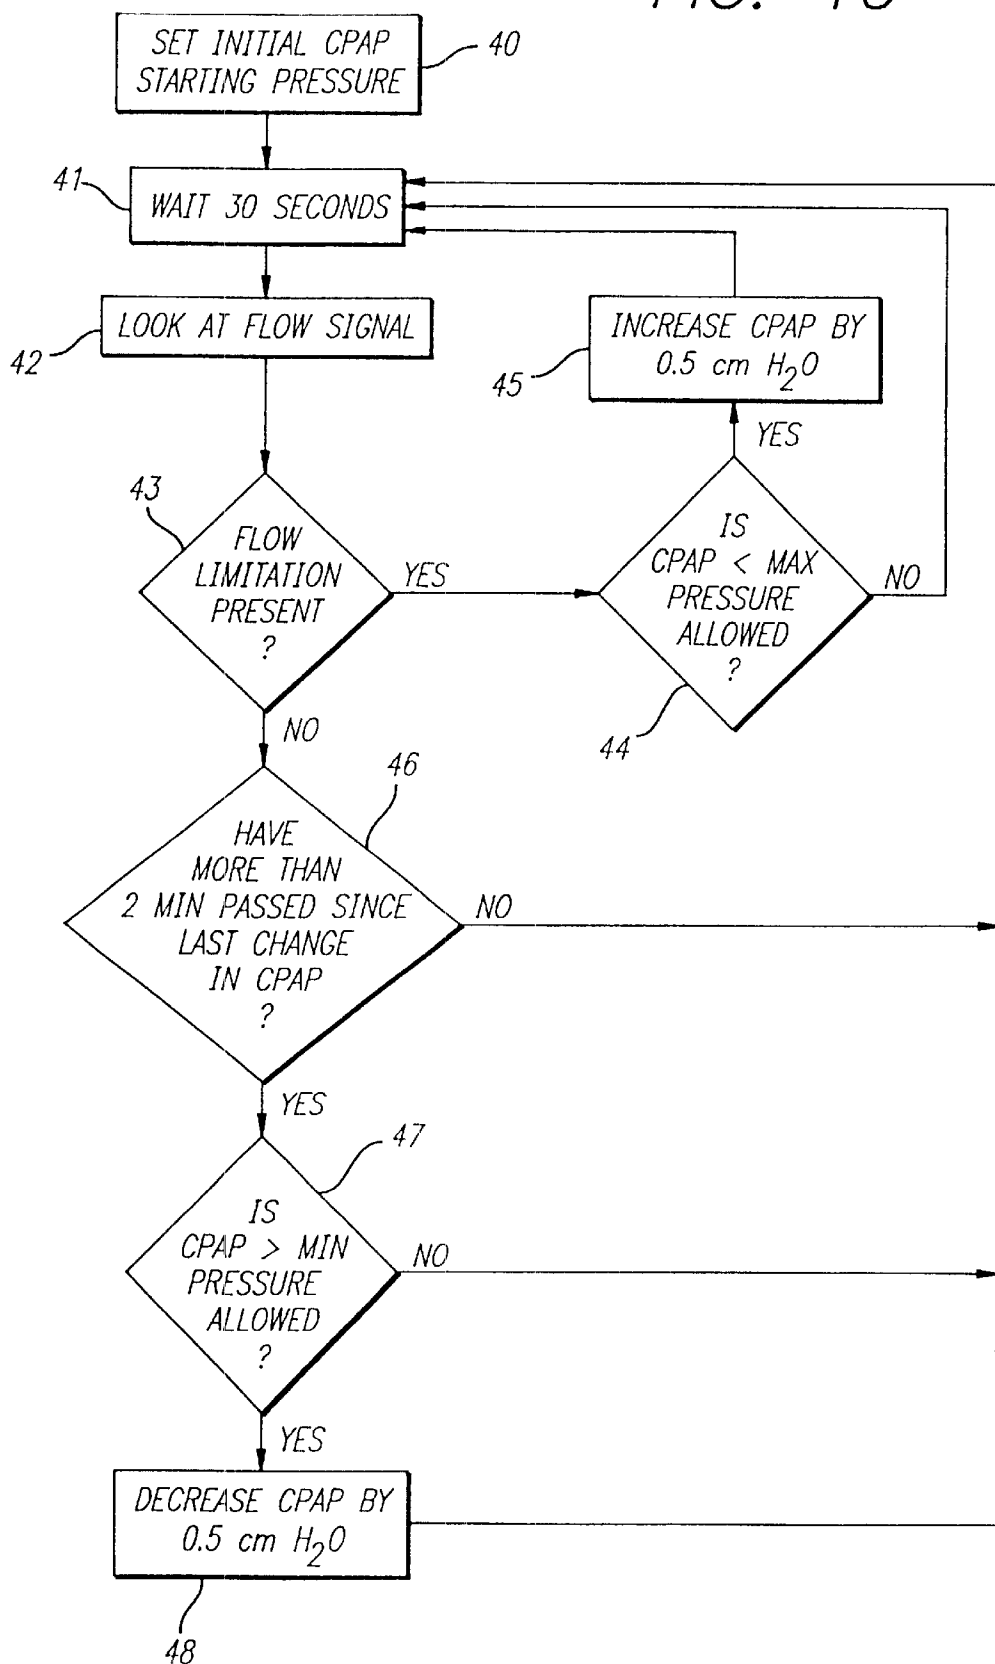 SET INITIAL CPAP
STARTING PRESSURE
40
41
WAIT 30 SECONDS
LOOK AT FLOW SIGNAL
42
INCREASE CPAP BY
0.5 cm H2O
45
YES
43
FLOW
LIMITATION
PRESENT
?
YES
IS
CPAP < MAX
PRESSURE
ALLOWED
?
NO
44
NO
46
HAVE
MORE THAN
2 MIN PASSED SINCE
LAST CHANGE
IN CPAP
?
NO
YES
47
IS
CPAP > MIN
PRESSURE
ALLOWED
?
NO
YES
DECREASE CPAP BY
0.5 cm H2O
48